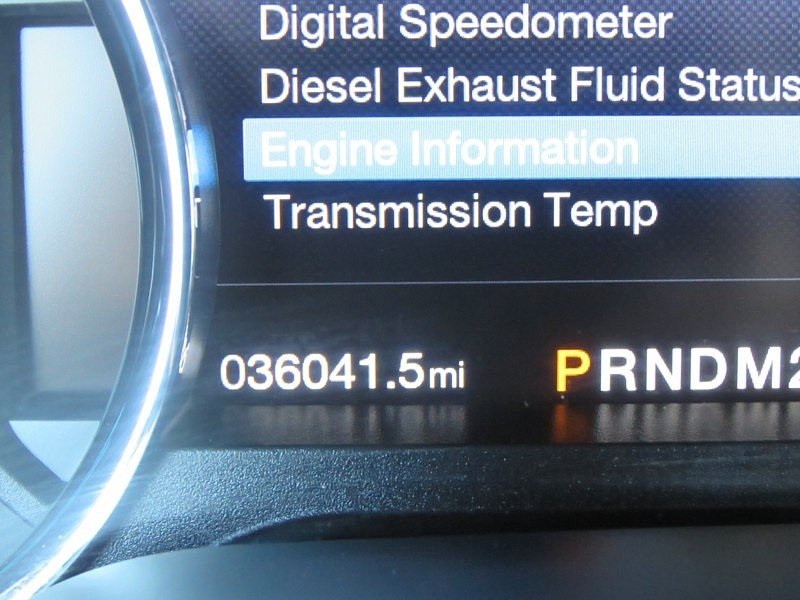 Digital Speedometer
Diesel Exhaust Fluid Status
Engine Information
Transmission Temp
036041.5mi PRNDM2